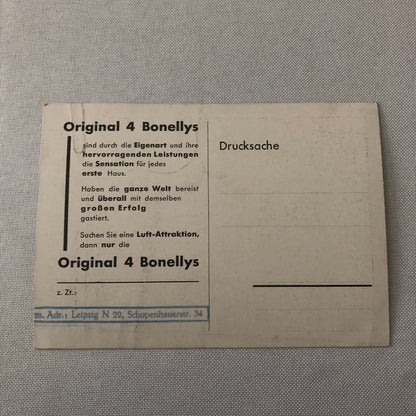 Original 4 Bonellys
sind durch die Eigenart und ihre
hervorragenden Leistungen
die Sensation für jedes
erste Haus.
Haben die ganze Welt bereist
und überall mit demselben
großen Erfolg
gastiert.
Suchen Sie eine Luft-Attraktion,
dann nur die
Original 4 Bonellys
z. Zt.:
m. Adr.: Leipzig N 22, Schopenhauerstr. 34
Drucksache